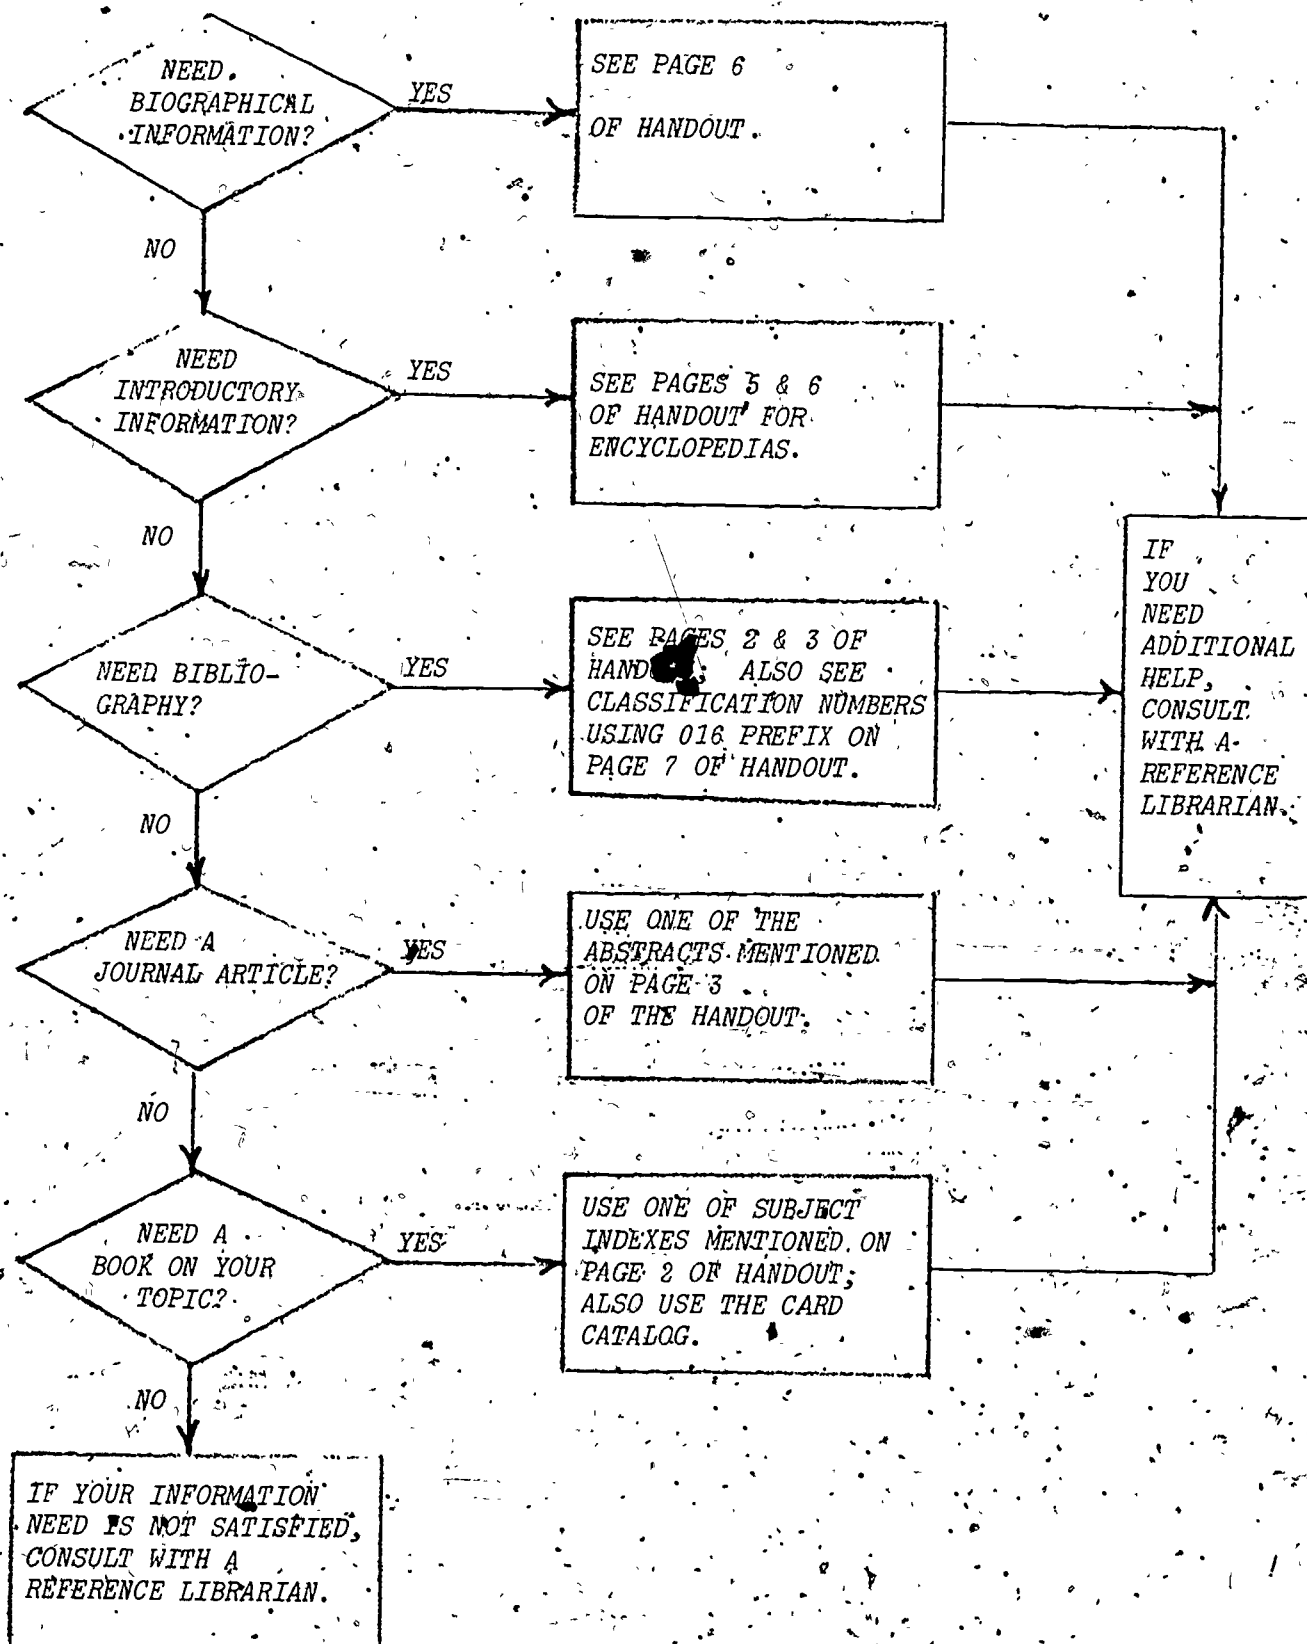 NEED
BIOGRAPHICAL
INFORMATION?
YES
SEE PAGE 6
OF HANDOUT.
NO
NEED
INTRODUCTORY
INFORMATION?
YES
SEE PAGES 5 & 6
OF HANDOUT FOR
ENCYCLOPEDIAS.
NO
NEED BIBLIO-
GRAPHY?
YES
SEE PAGES 2 & 3 OF
ALSO SEE
CLASSIFICATION NUMBERS
USING 016 PREFIX ON
PAGE 7 OF HANDOUT.
IF
YOU
NEED
ADDITIONAL
HELP,
CONSULT
WITH A
REFERENCE
LIBRARIAN.
NO
NEED A
JOURNAL ARTICLE?
YES
USE ONE OF THE
ABSTRACTS MENTIONED
ON PAGE 3
OF THE HANDOUT.
NO
NEED A
BOOK ON YOUR
TOPIC?
YES
USE ONE OF SUBJECT
INDEXES MENTIONED ON
PAGE 2 OF HANDOUT;
ALSO USE THE CARD
CATALOG.
NO
IF YOUR INFORMATION
NEED IS NOT SATISFIED,
CONSULT WITH A
REFERENCE LIBRARIAN.